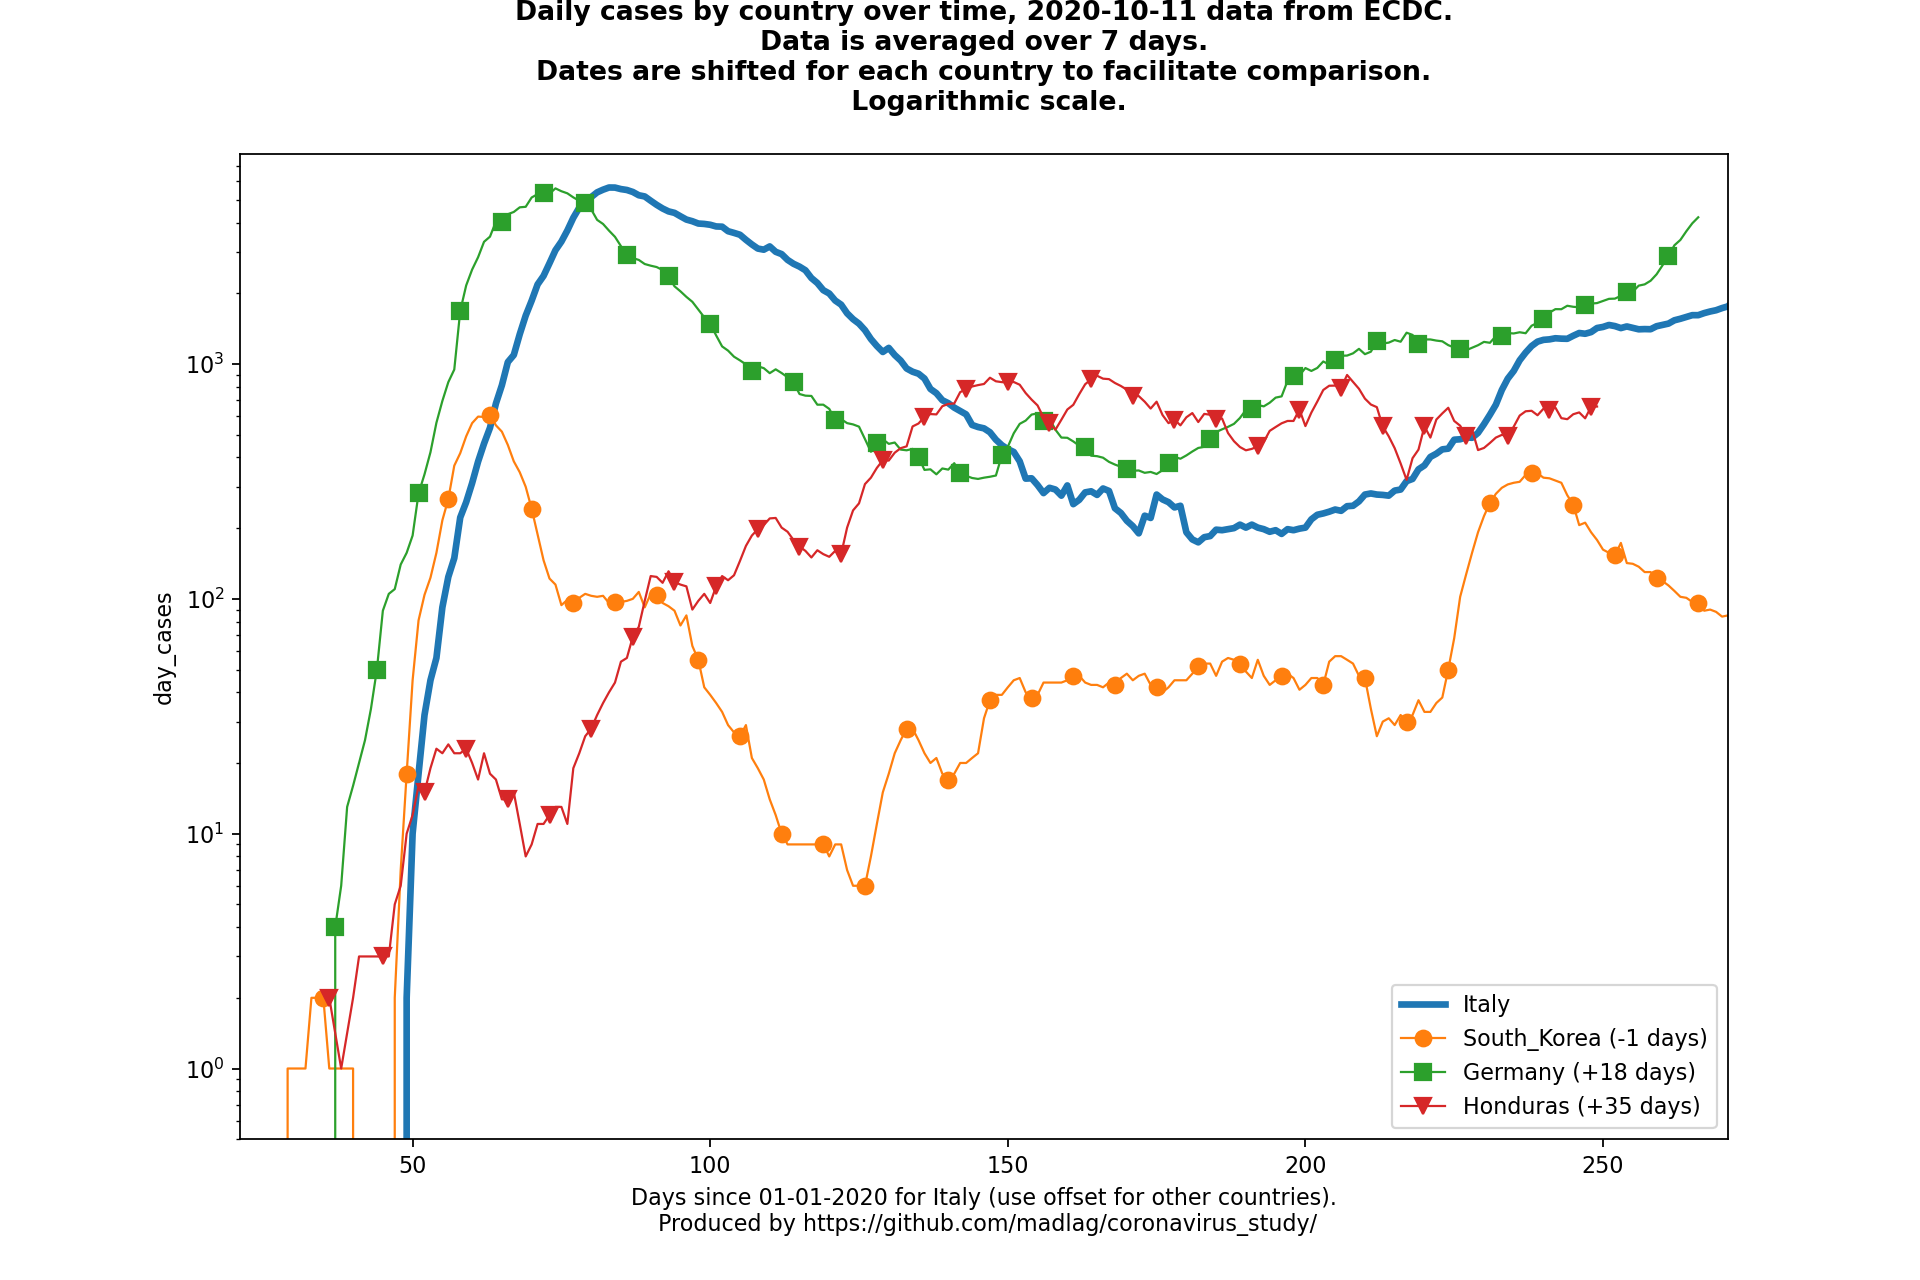 Daily cases by country over time, 2020-10-11 data from ECDC.
Data is averaged over 7 days.
Dates are shifted for each country to facilitate comparison.
Logarithmic scale.
10³
10²
10¹
10⁰
day_cases
50 100 150 200 250
Days since 01-01-2020 for Italy (use offset for other countries).
Produced by https://github.com/madlag/coronavirus_study/
Italy
South_Korea (-1 days)
Germany (+18 days)
Honduras (+35 days)